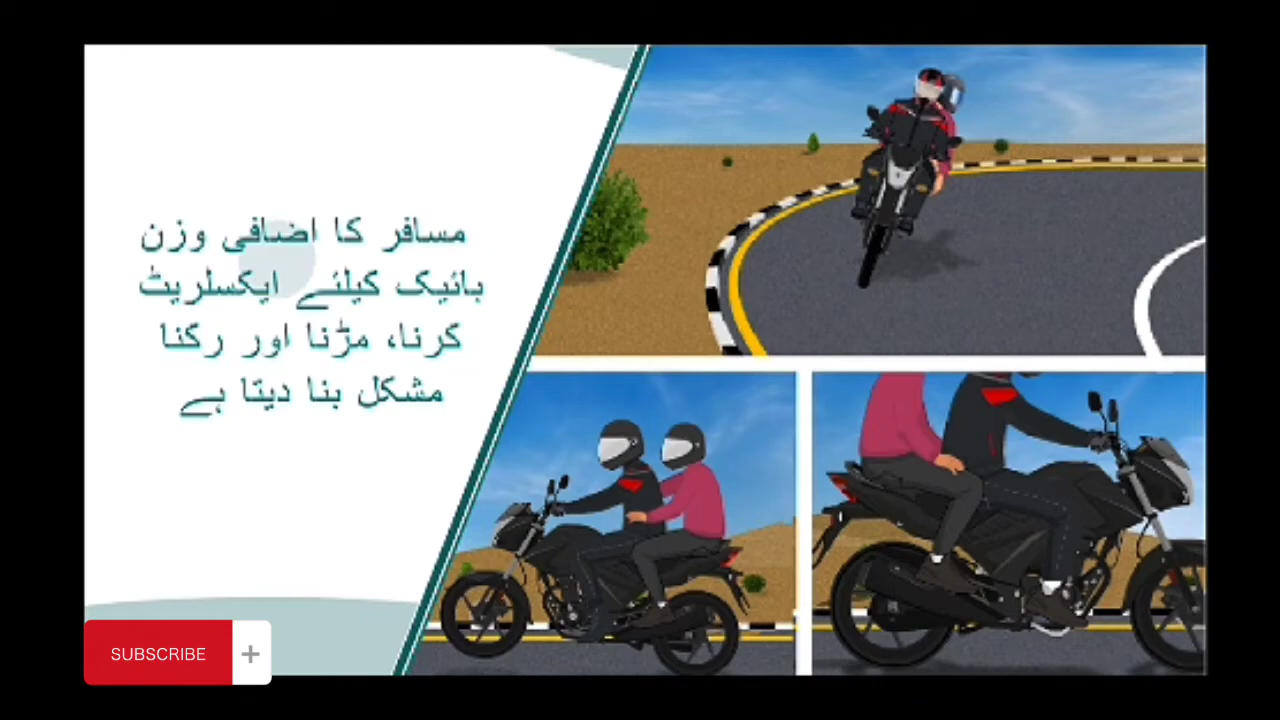 مسافر کا اضافی وزن
بائیک کیلئے ایکسلریٹ
کرنا، مڑنا اور رکنا
مشکل بنا دیتا ہے
SUBSCRIBE +